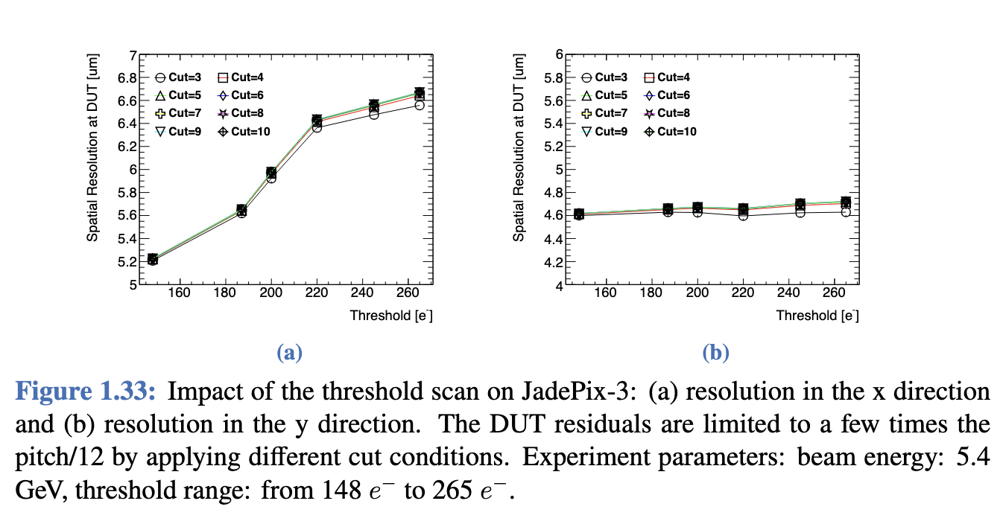 Spatial Resolution at DUT [um]
7
6.8
6.6
6.4
6.2
6
5.8
5.6
5.4
5.2
5
Cut=3 Cut=4
Cut=5 Cut=6
Cut=7 Cut=8
Cut=9 Cut=10
160 180 200 220 240 260
Threshold [e⁻]
(a)
Spatial Resolution at DUT [um]
6
5.8
5.6
5.4
5.2
5
4.8
4.6
4.4
4.2
4
Cut=3 Cut=4
Cut=5 Cut=6
Cut=7 Cut=8
Cut=9 Cut=10
160 180 200 220 240 260
Threshold [e⁻]
(b)
Figure 1.33: Impact of the threshold scan on JadePix-3: (a) resolution in the x direction
and (b) resolution in the y direction. The DUT residuals are limited to a few times the
pitch/12 by applying different cut conditions. Experiment parameters: beam energy: 5.4
GeV, threshold range: from 148 e⁻ to 265 e⁻.